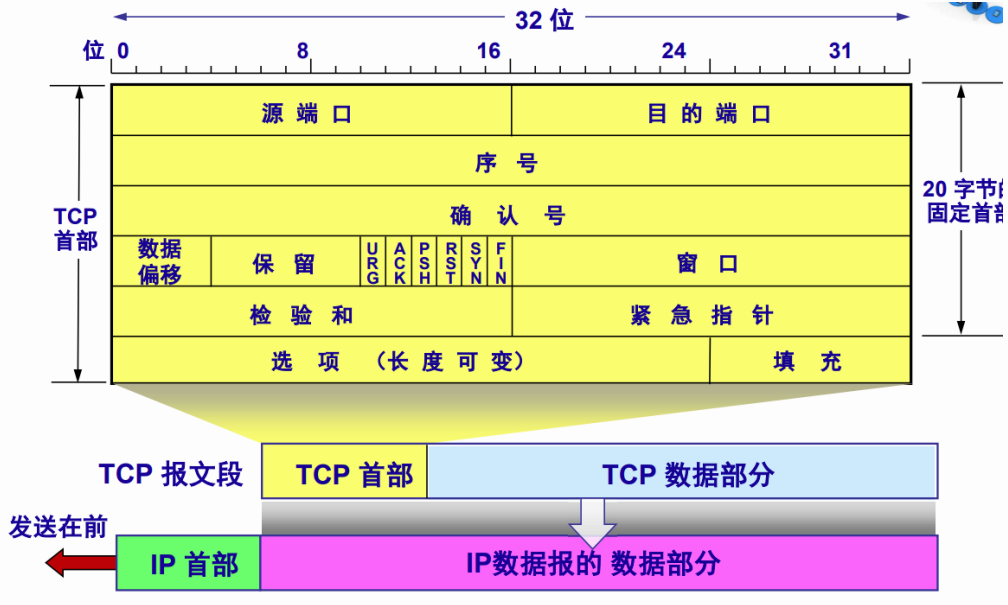 32 位
位 0 8 16 24 31
源 端 口 目 的 端 口
序 号
20 字节的
固定首部
确 认 号
TCP
首部
数据
偏移
保 留
URG
ACK
PSH
RST
SYN
FIN
窗 口
检 验 和 紧 急 指 针
选 项 （长 度 可 变） 填 充
TCP 报文段 TCP 首部 TCP 数据部分
发送在前
IP 首部 IP数据报的 数据部分